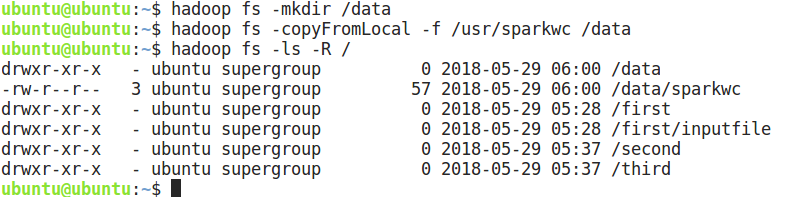 ubuntu@ubuntu:~$ hadoop fs -mkdir /data
ubuntu@ubuntu:~$ hadoop fs -copyFromLocal -f /usr/sparkwc /data
ubuntu@ubuntu:~$ hadoop fs -ls -R /
drwxr-xr-x   - ubuntu supergroup          0 2018-05-29 06:00 /data
-rw-r--r--   3 ubuntu supergroup         57 2018-05-29 06:00 /data/sparkwc
drwxr-xr-x   - ubuntu supergroup          0 2018-05-29 05:28 /first
drwxr-xr-x   - ubuntu supergroup          0 2018-05-29 05:28 /first/inputfile
drwxr-xr-x   - ubuntu supergroup          0 2018-05-29 05:37 /second
drwxr-xr-x   - ubuntu supergroup          0 2018-05-29 05:37 /third
ubuntu@ubuntu:~$